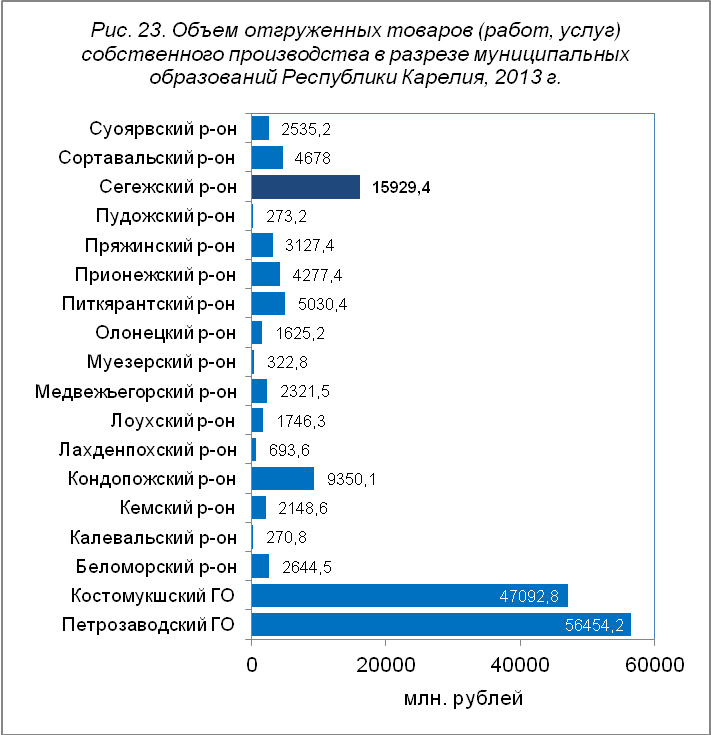 Рис. 23. Объем отгруженных товаров (работ, услуг)
собственного производства в разрезе муниципальных
образований Республики Карелия, 2013 г.
Суоярвский р-он 2535,2
Сортавальский р-он 4678
Сегежский р-он 15929,4
Пудожский р-он 273,2
Пряжинский р-он 3127,4
Прионежский р-он 4277,4
Питкярантский р-он 5030,4
Олонецкий р-он 1625,2
Муезерский р-он 322,8
Медвежъегорский р-он 2321,5
Лоухский р-он 1746,3
Лахденпохский р-он 693,6
Кондопожский р-он 9350,1
Кемский р-он 2148,6
Калевальский р-он 270,8
Беломорский р-он 2644,5
Костомукшский ГО 47092,8
Петрозаводский ГО 56454,2
0 20000 40000 60000
млн. рублей